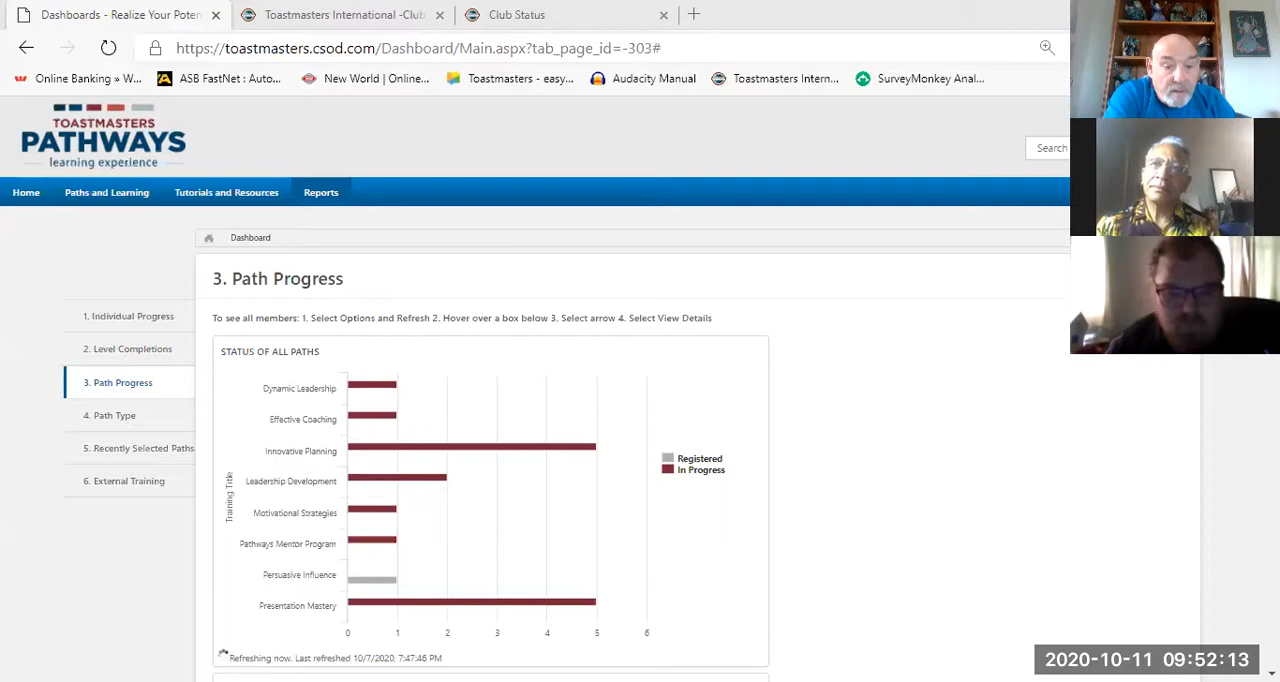 Dashboards - Realize Your Poten
Toastmasters International -Club
Club Status
https://toastmasters.csod.com/Dashboard/Main.aspx?tab_page_id=-303#
Online Banking » W...
ASB FastNet : Auto...
New World | Online...
Toastmasters - easy...
Audacity Manual
Toastmasters Intern...
SurveyMonkey Anal...
TOASTMASTERS
PATHWAYS
learning experience
Search
Home
Paths and Learning
Tutorials and Resources
Reports
Dashboard
3. Path Progress
To see all members: 1. Select Options and Refresh 2. Hover over a box below 3. Select arrow 4. Select View Details
1. Individual Progress
2. Level Completions
3. Path Progress
4. Path Type
5. Recently Selected Paths
6. External Training
STATUS OF ALL PATHS
Training Title
Dynamic Leadership
Effective Coaching
Innovative Planning
Leadership Development
Motivational Strategies
Pathways Mentor Program
Persuasive Influence
Presentation Mastery
0 1 2 3 4 5 6
Registered
In Progress
Refreshing now. Last refreshed 10/7/2020, 7:47:46 PM
2020-10-11 09:52:13